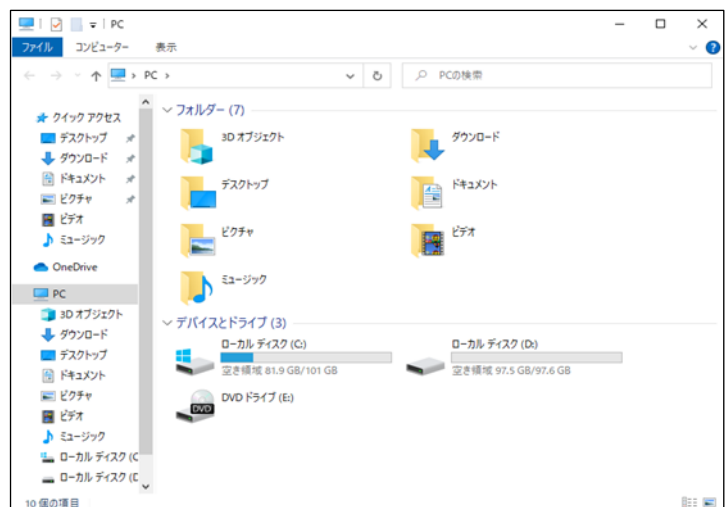 PC
ファイル コンピューター 表示
PC
PCの検索
クイック アクセス
デスクトップ
ダウンロード
ドキュメント
ピクチャ
ビデオ
ミュージック
OneDrive
PC
3D オブジェクト
ダウンロード
デスクトップ
ドキュメント
ピクチャ
ビデオ
ミュージック
ローカル ディスク (C
ローカル ディスク (D
フォルダー (7)
3D オブジェクト
ダウンロード
デスクトップ
ドキュメント
ピクチャ
ビデオ
ミュージック
デバイスとドライブ (3)
ローカル ディスク (C:)
空き領域 81.9 GB/101 GB
ローカル ディスク (D:)
空き領域 97.5 GB/97.6 GB
DVD
DVD ドライブ (E:)
10 個の項目